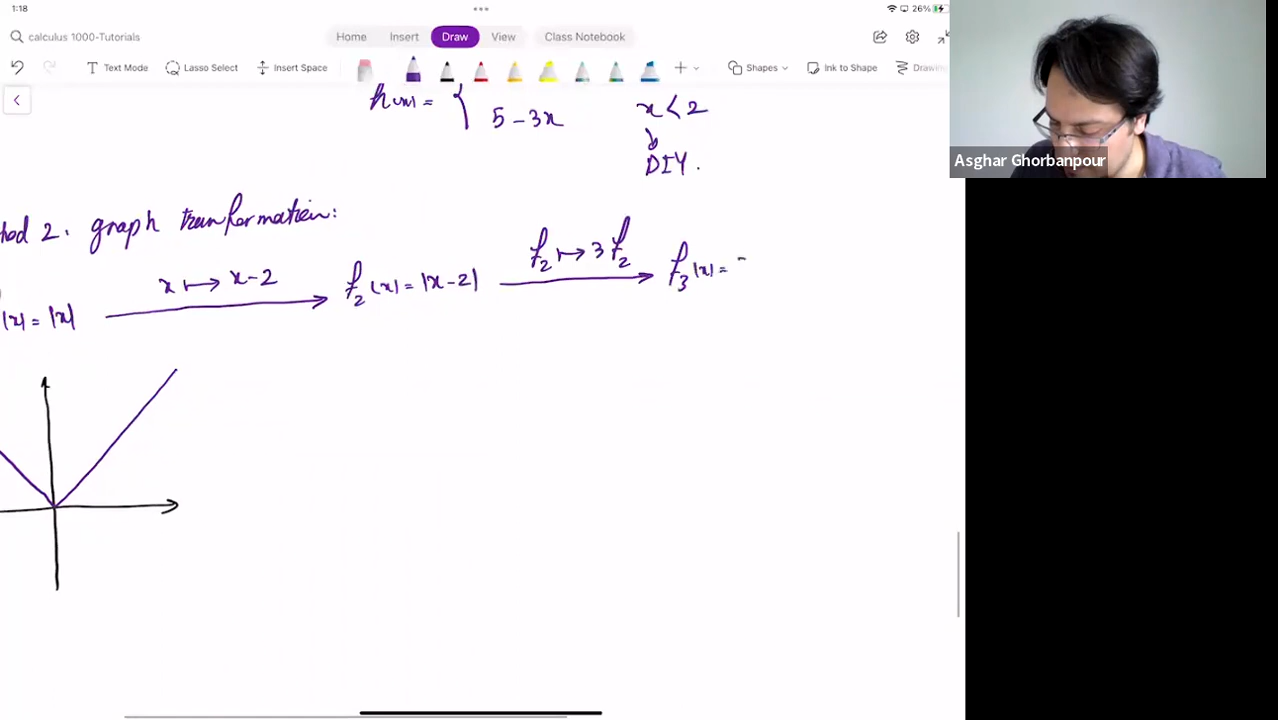 1:18
26%
calculus 1000-Tutorials
Home Insert Draw View Class Notebook
Text Mode Lasso Select Insert Space Shapes Ink to Shape Drawing
Asghar Ghorbanpour
h(x) = { 5 - 3x x < 2
DIY.
hod 2. graph transformation:
(x) = |x| x ↦ x-2 f₂(x) = |x-2| f₂ ↦ 3f₂ f₃(x) =